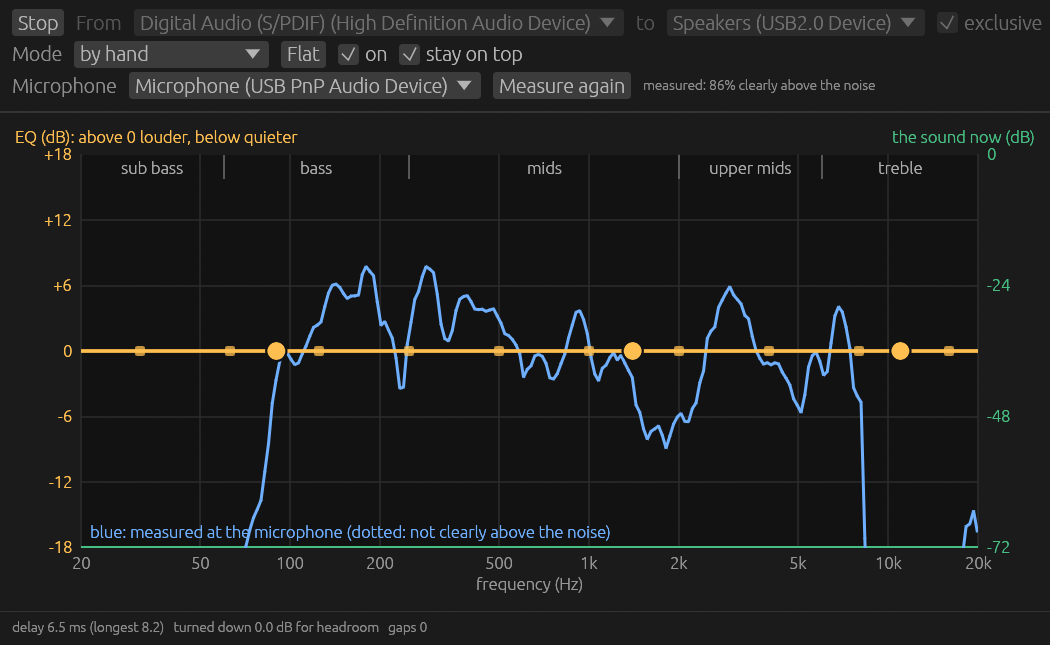 Stop From Digital Audio (S/PDIF) (High Definition Audio Device) to Speakers (USB2.0 Device) exclusive
Mode by hand Flat on stay on top
Microphone Microphone (USB PnP Audio Device) Measure again measured: 86% clearly above the noise
EQ (dB): above 0 louder, below quieter the sound now (dB)
+18 0
sub bass bass mids upper mids treble
+12
+6 -24
0
-6 -48
-12
blue: measured at the microphone (dotted: not clearly above the noise)
-18 -72
20 50 100 200 500 1k 2k 5k 10k 20k
frequency (Hz)
delay 6.5 ms (longest 8.2) turned down 0.0 dB for headroom gaps 0